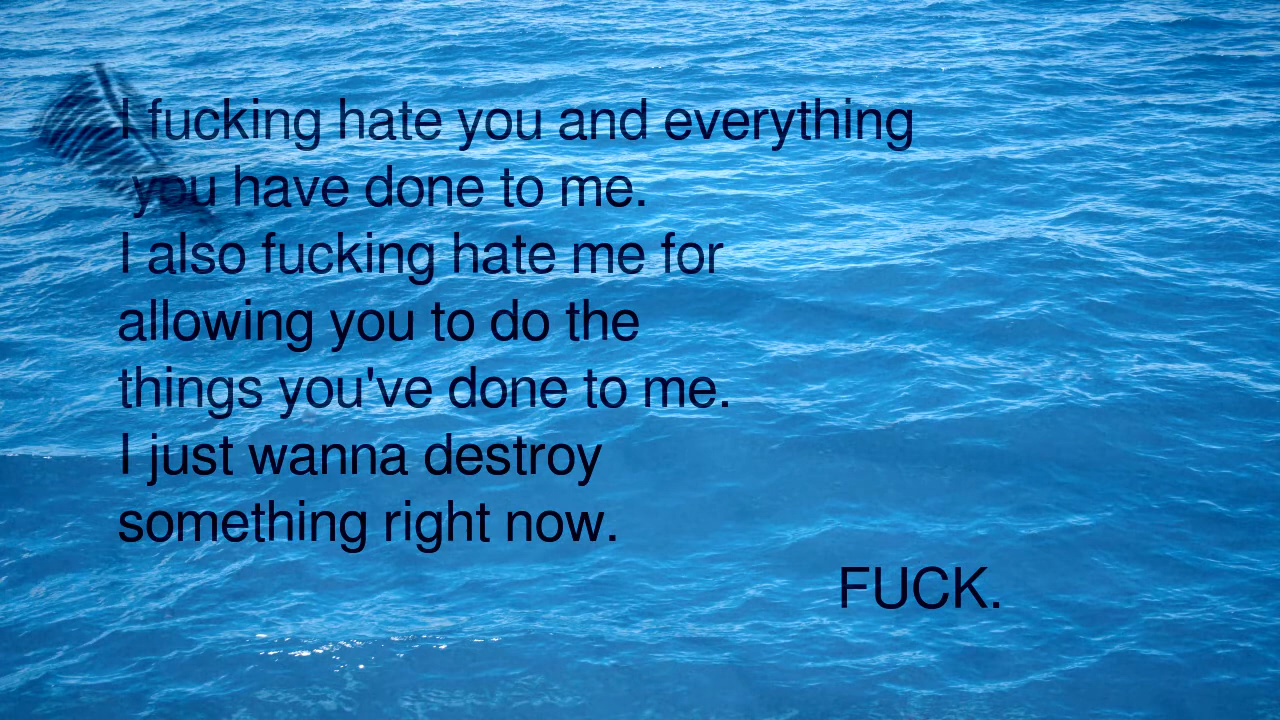 I fucking hate you and everything
you have done to me.
I also fucking hate me for
allowing you to do the
things you've done to me.
I just wanna destroy
something right now.
FUCK.